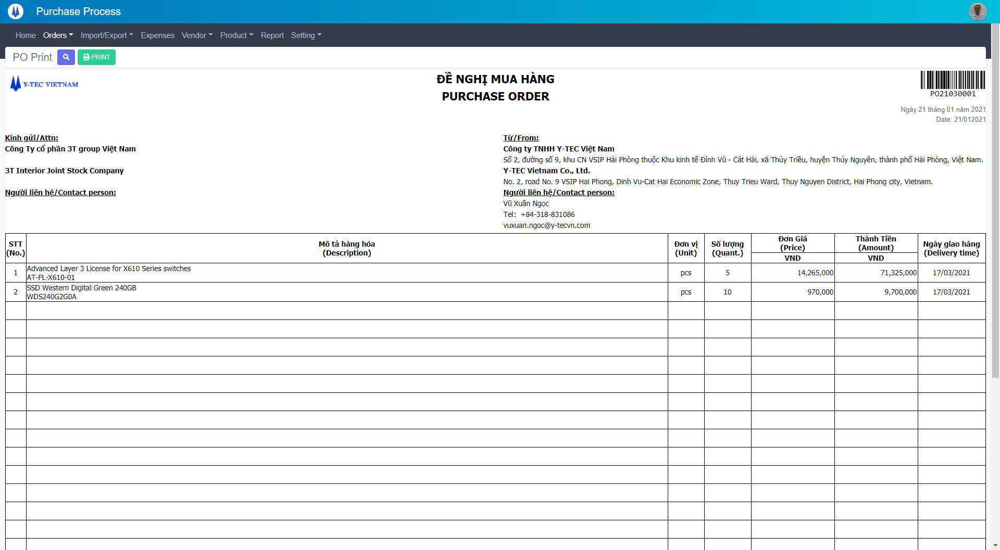 Purchase Process
Home Orders Import/Export Expenses Vendor Product Report Setting
PO Print PRINT
Y-TEC VIETNAM
ĐỀ NGHỊ MUA HÀNG
PURCHASE ORDER
PO21030001
Ngày 21 tháng 01 năm 2021
Date: 21/012021
Kính gửi/Attn:
Công Ty cổ phần 3T group Việt Nam
3T Interior Joint Stock Company
Người liên hệ/Contact person:
Từ/From:
Công ty TNHH Y-TEC Việt Nam
Số 2, đường số 9, khu CN VSIP Hải Phòng thuộc Khu kinh tế Đình Vũ - Cát Hải, xã Thủy Triều, huyện Thủy Nguyên, thành phố Hải Phòng, Việt Nam.
Y-TEC Vietnam Co., Ltd.
No. 2, road No. 9 VSIP Hai Phong, Dinh Vu-Cat Hai Economic Zone, Thuy Trieu Ward, Thuy Nguyen District, Hai Phong city, Vietnam.
Người liên hệ/Contact person:
Vũ Xuân Ngọc
Tel: +84-318-831086
vuxuan.ngoc@y-tecvn.com
STT (No.) Mô tả hàng hóa (Description) Đơn vị (Unit) Số lượng (Quant.) Đơn Giá (Price) Thành Tiền (Amount) Ngày giao hàng (Delivery time)
VND VND
1 Advanced Layer 3 License for X610 Series switches pcs 5 14,265,000 71,325,000 17/03/2021
AT-FL-X610-01
2 SSD Western Digital Green 240GB pcs 10 970,000 9,700,000 17/03/2021
WDS240G2G0A